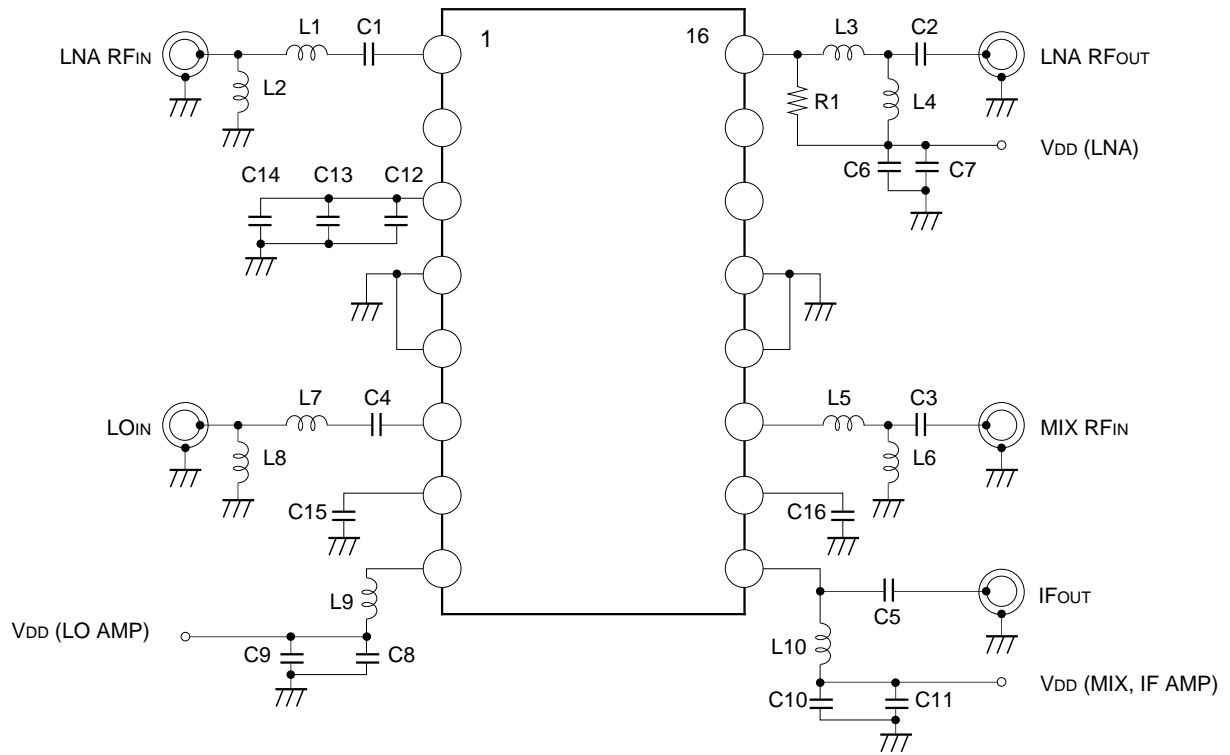 L1
C1
1
16
L3
C2
LNA RFIN
LNA RFOUT
L2
R1
L4
VDD (LNA)
C6
C7
C14
C13
C12
L7
C4
L5
C3
LOIN
MIX RFIN
L8
L6
C15
C16
L9
C5
IFOUT
VDD (LO AMP)
C9
C8
L10
VDD (MIX, IF AMP)
C10
C11